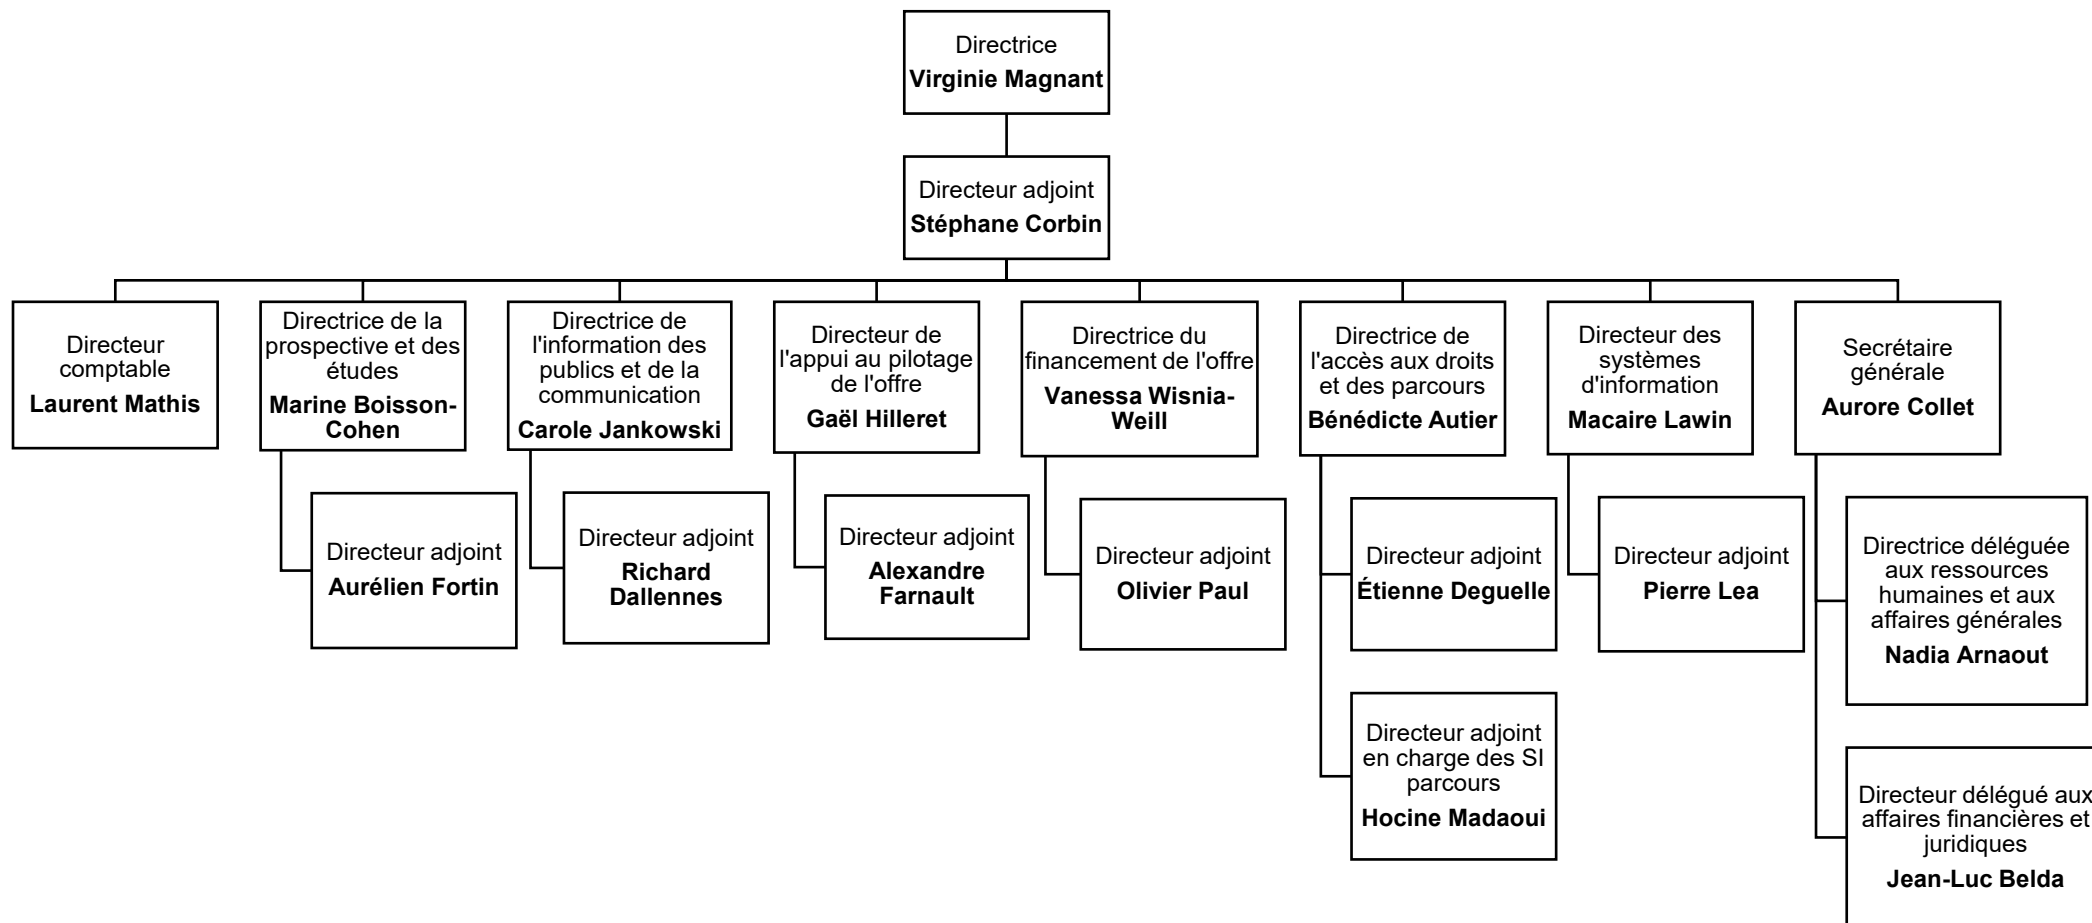 Directrice
Virginie Magnant
Directeur adjoint
Stéphane Corbin
Directeur
comptable
Laurent Mathis
Directrice de la
prospective et des
études
Marine Boisson-
Cohen
Directrice de
l'information des
publics et de la
communication
Carole Jankowski
Directeur de
l'appui au pilotage
de l'offre
Gaël Hilleret
Directrice du
financement de l'offre
Vanessa Wisnia-
Weill
Directrice de
l'accès aux droits
et des parcours
Bénédicte Autier
Directeur des
systèmes
d'information
Macaire Lawin
Secrétaire
générale
Aurore Collet
Directeur adjoint
Aurélien Fortin
Directeur adjoint
Richard
Dallennes
Directeur adjoint
Alexandre
Farnault
Directeur adjoint
Olivier Paul
Directeur adjoint
Étienne Deguelle
Directeur adjoint
Pierre Lea
Directrice déléguée
aux ressources
humaines et aux
affaires générales
Nadia Arnaout
Directeur adjoint
en charge des SI
parcours
Hocine Madaoui
Directeur délégué aux
affaires financières et
juridiques
Jean-Luc Belda